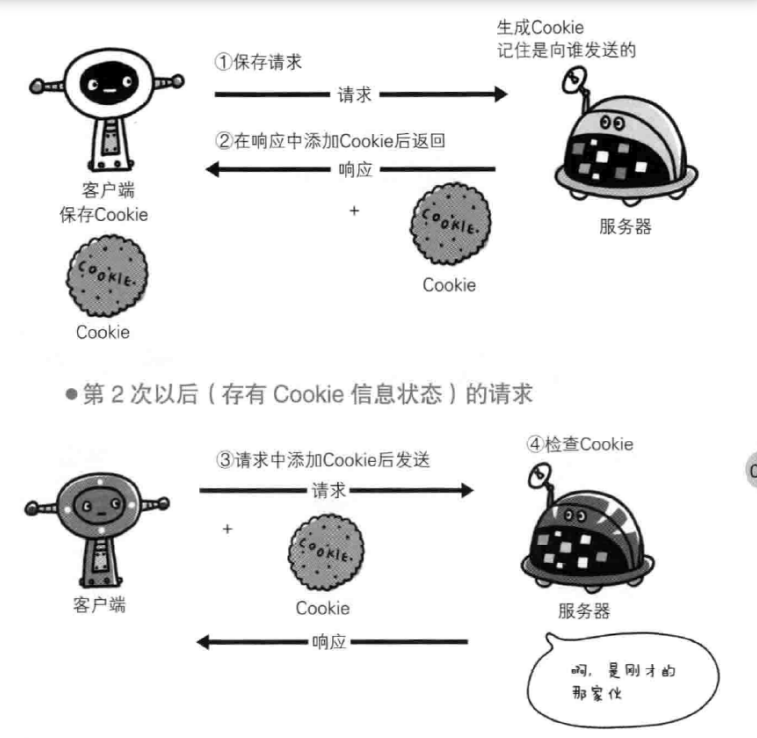 生成Cookie
记住是向谁发送的
①保存请求
请求
②在响应中添加Cookie后返回
响应
+
COOKIE.
Cookie
服务器
客户端
保存Cookie
COOKIE.
Cookie
●第 2 次以后（存有 Cookie 信息状态）的请求
④检查Cookie
③请求中添加Cookie后发送
请求
+
COOKIE.
Cookie
客户端
服务器
响应
啊，是刚才的
那家伙